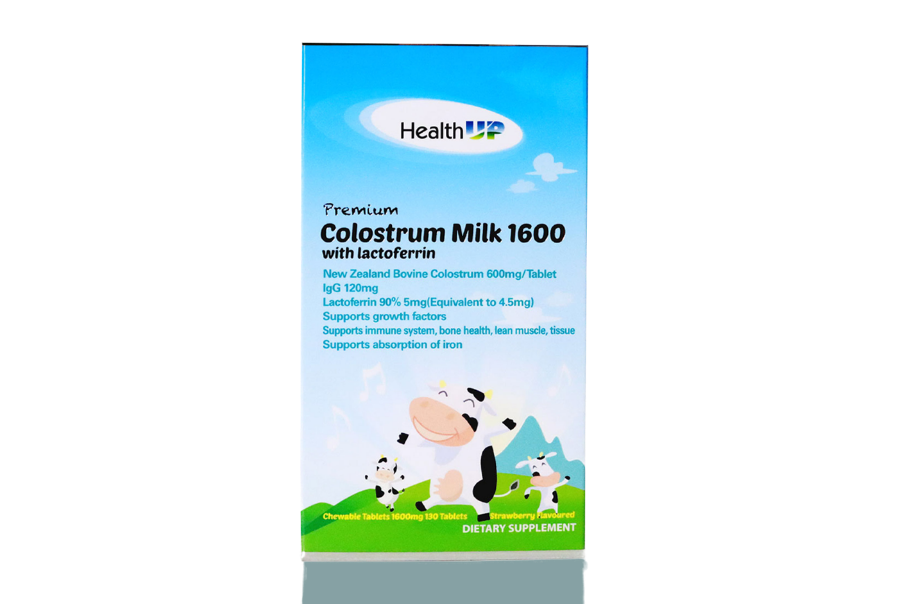 HealthUP
Premium
Colostrum Milk 1600
with lactoferrin
New Zealand Bovine Colostrum 600mg/Tablet
IgG 120mg
Lactoferrin 90% 5mg(Equivalent to 4.5mg)
Supports growth factors
Supports immune system, bone health, lean muscle, tissue
Supports absorption of iron
Chewable Tablets 1600mg 130 Tablets Strawberry Flavoured
DIETARY SUPPLEMENT